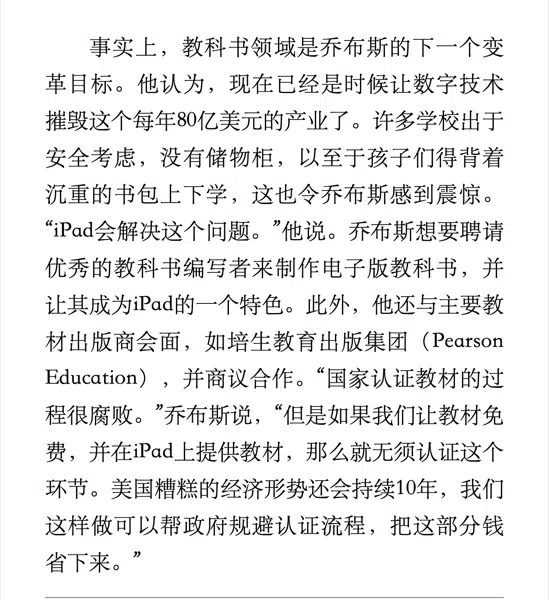 事实上，教科书领域是乔布斯的下一个变
革目标。他认为，现在已经是时候让数字技术
摧毁这个每年80亿美元的产业了。许多学校出于
安全考虑，没有储物柜，以至于孩子们得背着
沉重的书包上下学，这也令乔布斯感到震惊。
“iPad会解决这个问题。”他说。乔布斯想要聘请
优秀的教科书编写者来制作电子版教科书，并
让其成为iPad的一个特色。此外，他还与主要教
材出版商会面，如培生教育出版集团（Pearson
Education），并商议合作。“国家认证教材的过
程很腐败。”乔布斯说，“但是如果我们让教材免
费，并在iPad上提供教材，那么就无须认证这个
环节。美国糟糕的经济形势还会持续10年，我们
这样做可以帮政府规避认证流程，把这部分钱
省下来。”